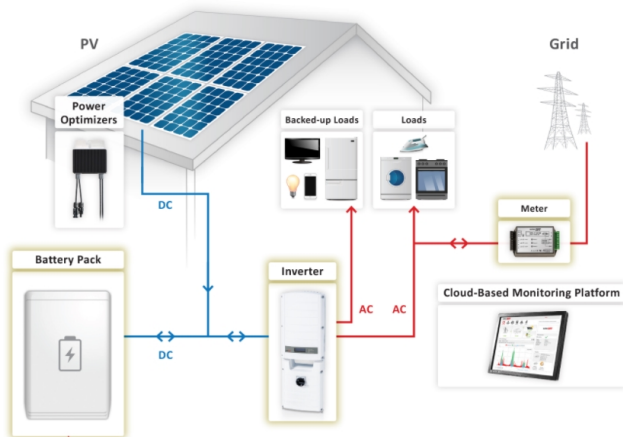 PV
Grid
Power
Optimizers
Backed-up Loads
Loads
DC
Meter
Battery Pack
Inverter
AC
AC
Cloud-Based Monitoring Platform
DC